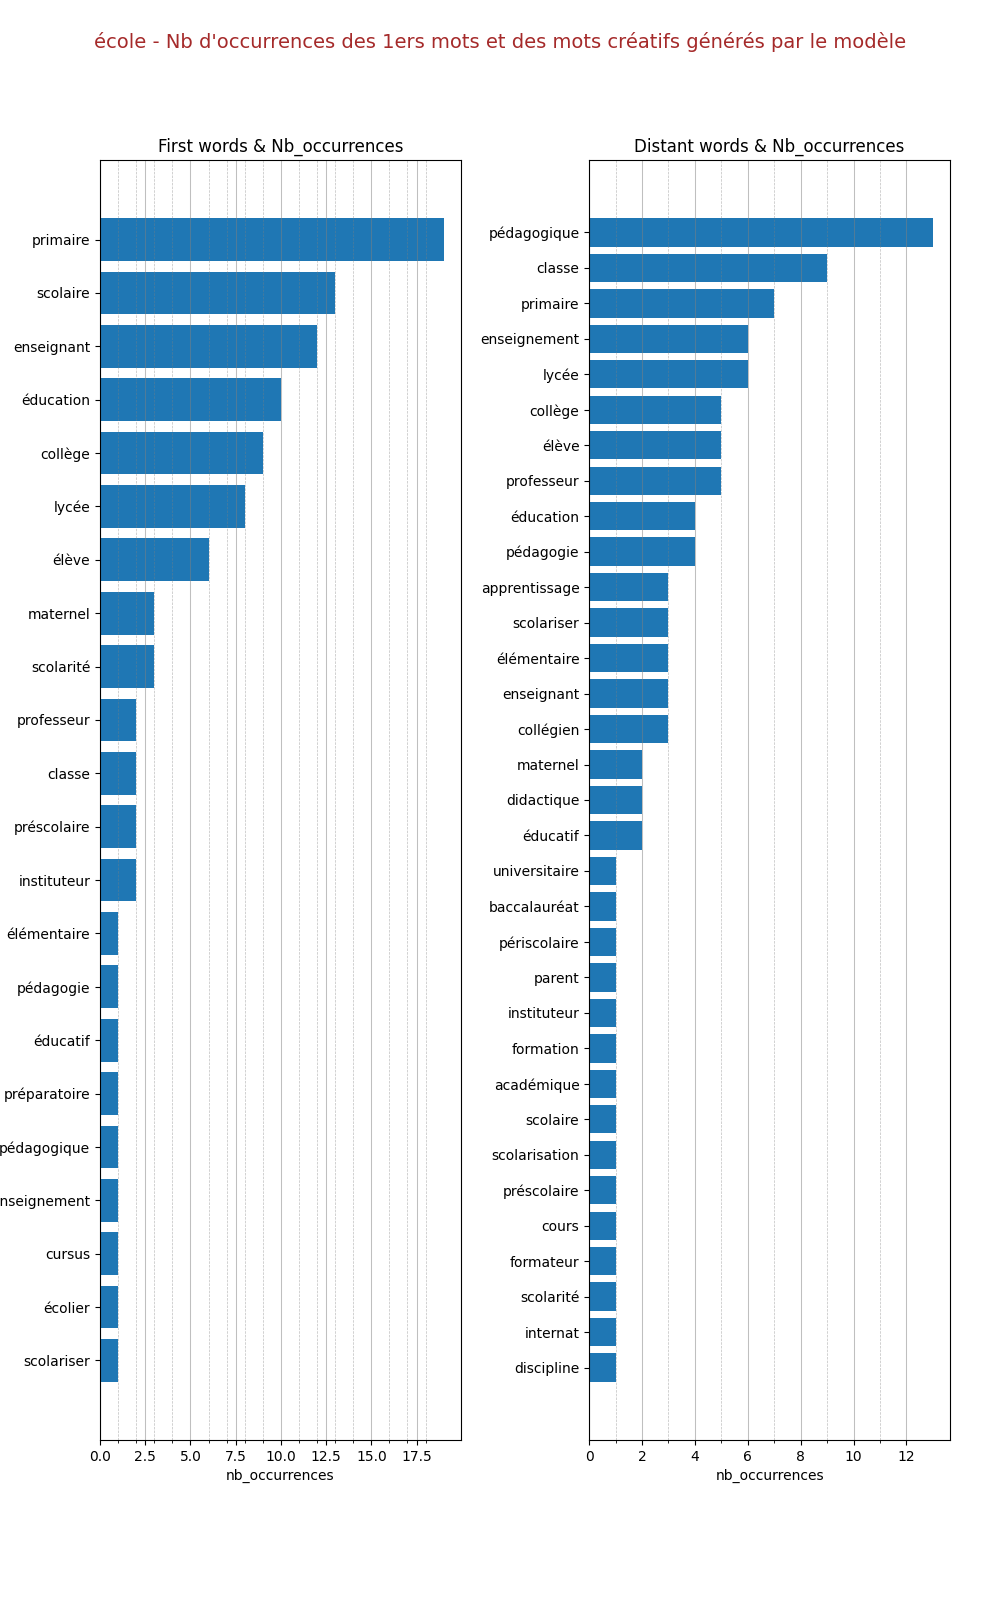 école - Nb d'occurrences des 1ers mots et des mots créatifs générés par le modèle
First words & Nb_occurrences
primaire
scolaire
enseignant
éducation
collège
lycée
élève
maternel
scolarité
professeur
classe
préscolaire
instituteur
élémentaire
pédagogie
éducatif
préparatoire
pédagogique
nseignement
cursus
écolier
scolariser
0.0 2.5 5.0 7.5 10.0 12.5 15.0 17.5
nb_occurrences
Distant words & Nb_occurrences
pédagogique
classe
primaire
enseignement
lycée
collège
élève
professeur
éducation
pédagogie
apprentissage
scolariser
élémentaire
enseignant
collégien
maternel
didactique
éducatif
universitaire
baccalauréat
périscolaire
parent
instituteur
formation
académique
scolaire
scolarisation
préscolaire
cours
formateur
scolarité
internat
discipline
0 2 4 6 8 10 12
nb_occurrences